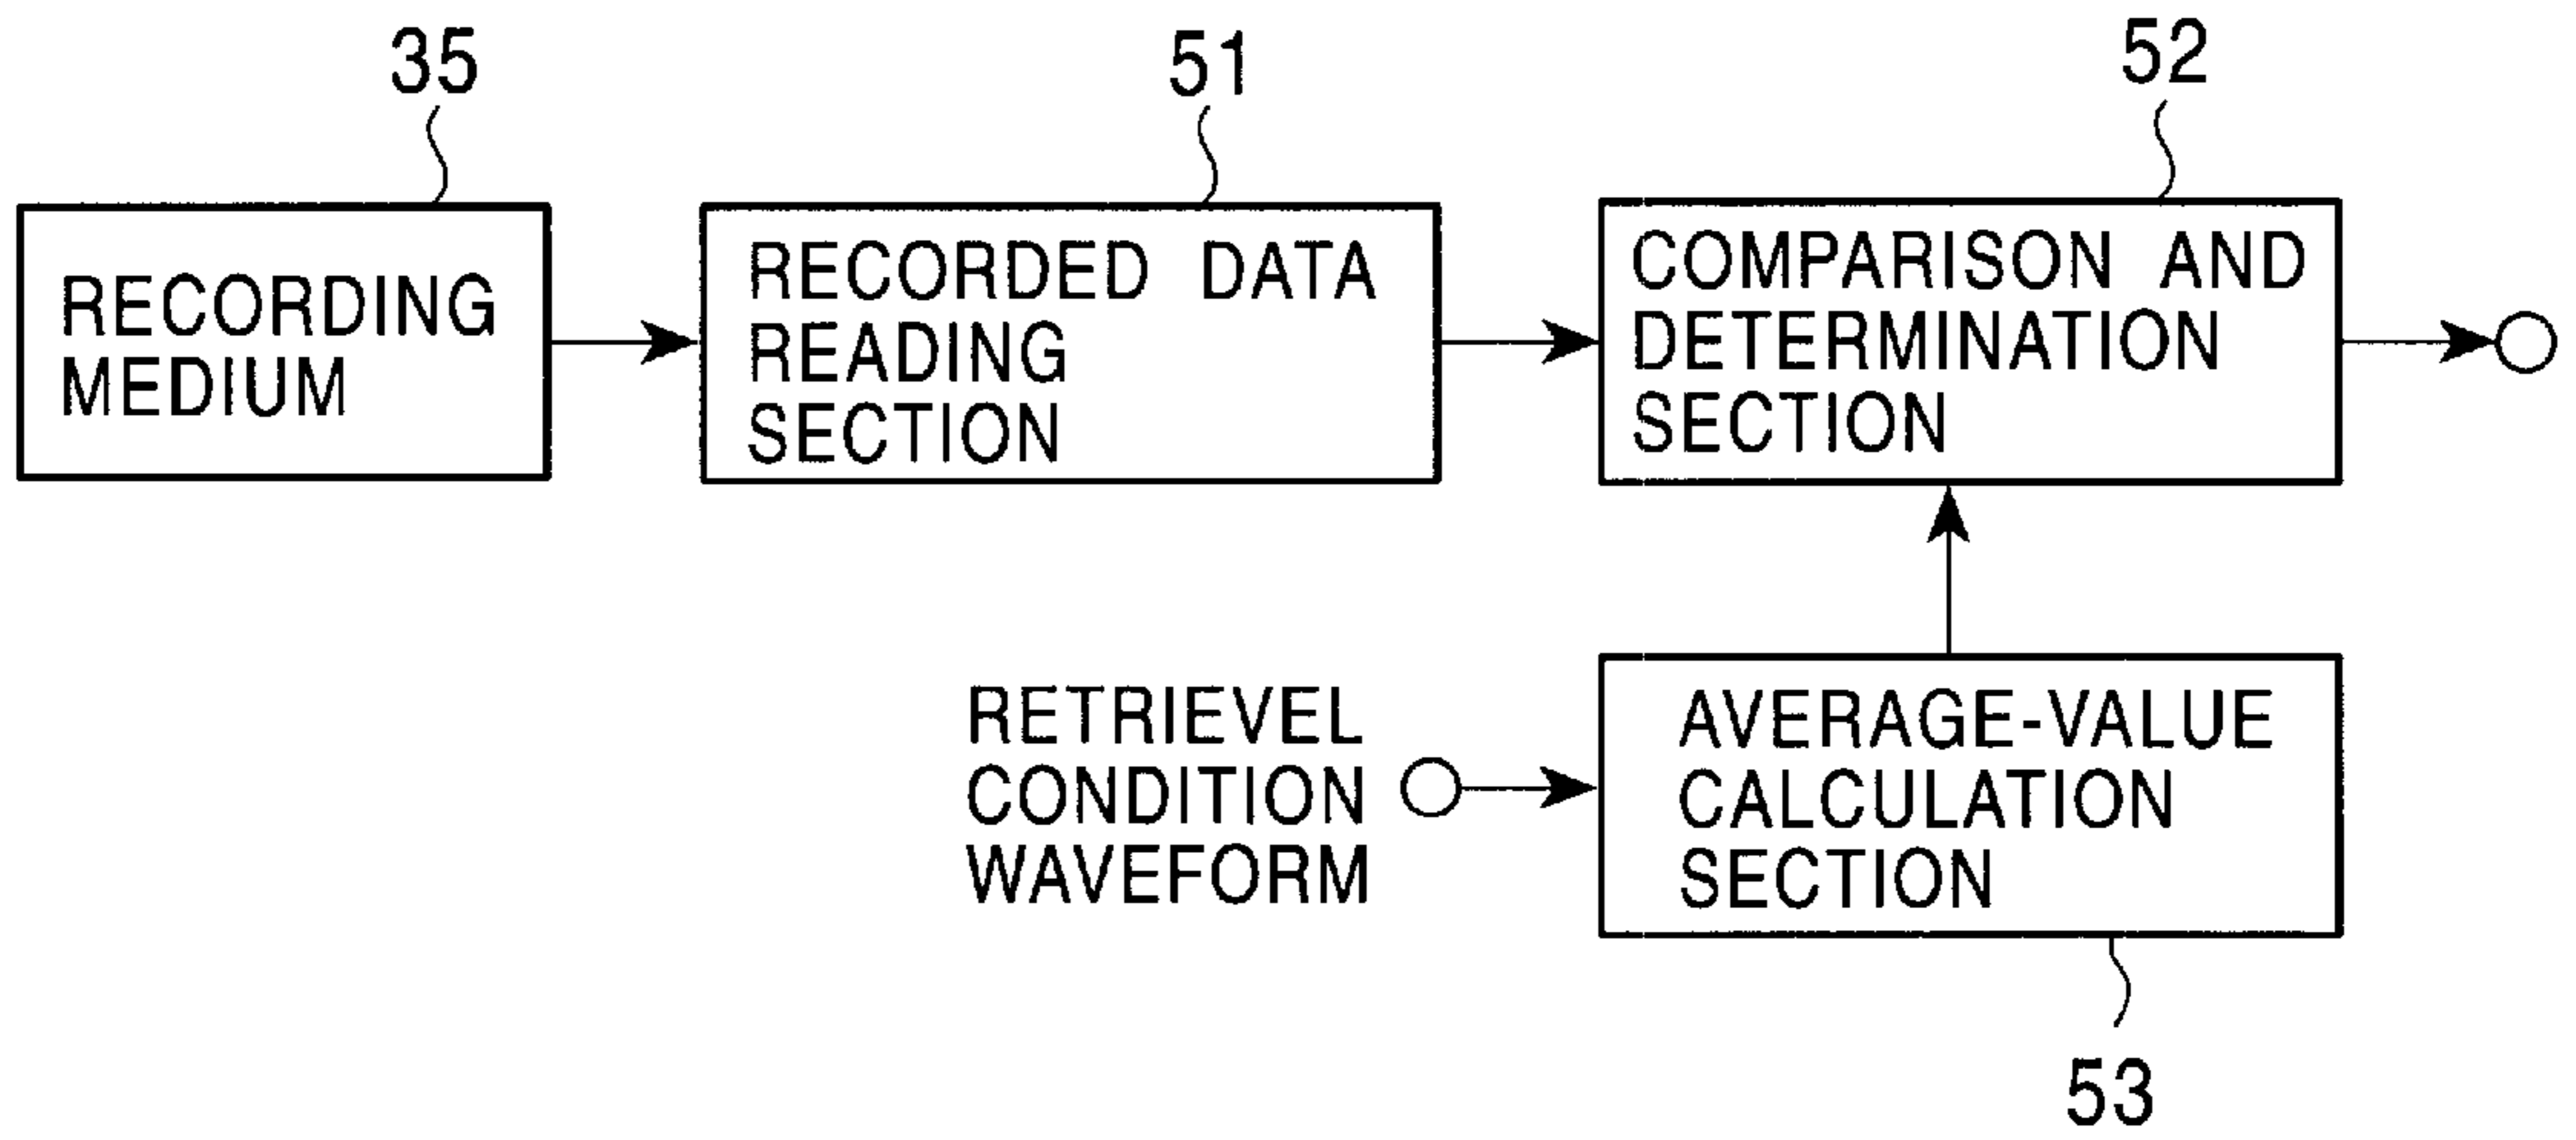 35
51
52
RECORDING
MEDIUM
RECORDED DATA
READING
SECTION
COMPARISON AND
DETERMINATION
SECTION
RETRIEVEL
CONDITION
WAVEFORM
AVERAGE-VALUE
CALCULATION
SECTION
53